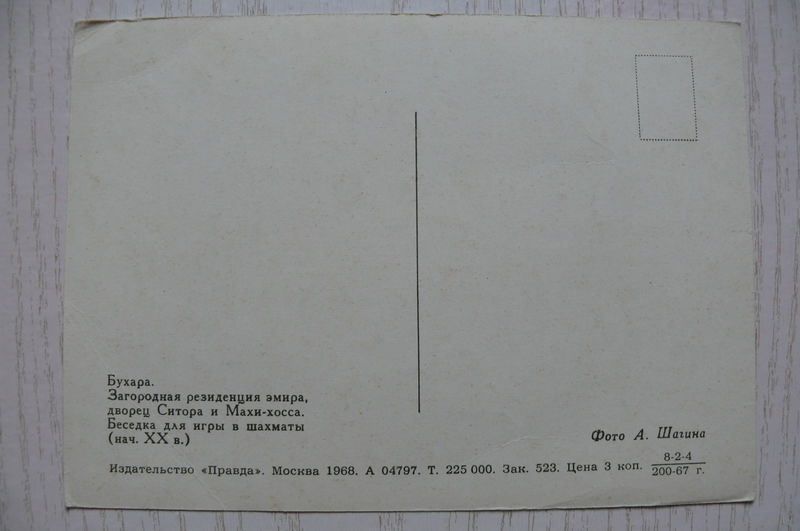 Бухара.
Загородная резиденция эмира,
дворец Ситора и Махи-хосса.
Беседка для игры в шахматы
(нач. XX в.)
Фото А. Шагина
Издательство «Правда». Москва 1968. А 04797. Т. 225 000. Зак. 523. Цена 3 коп.
8-2-4
200-67 г.